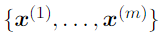 {x⁽¹⁾, . . . , x⁽ᵐ⁾}